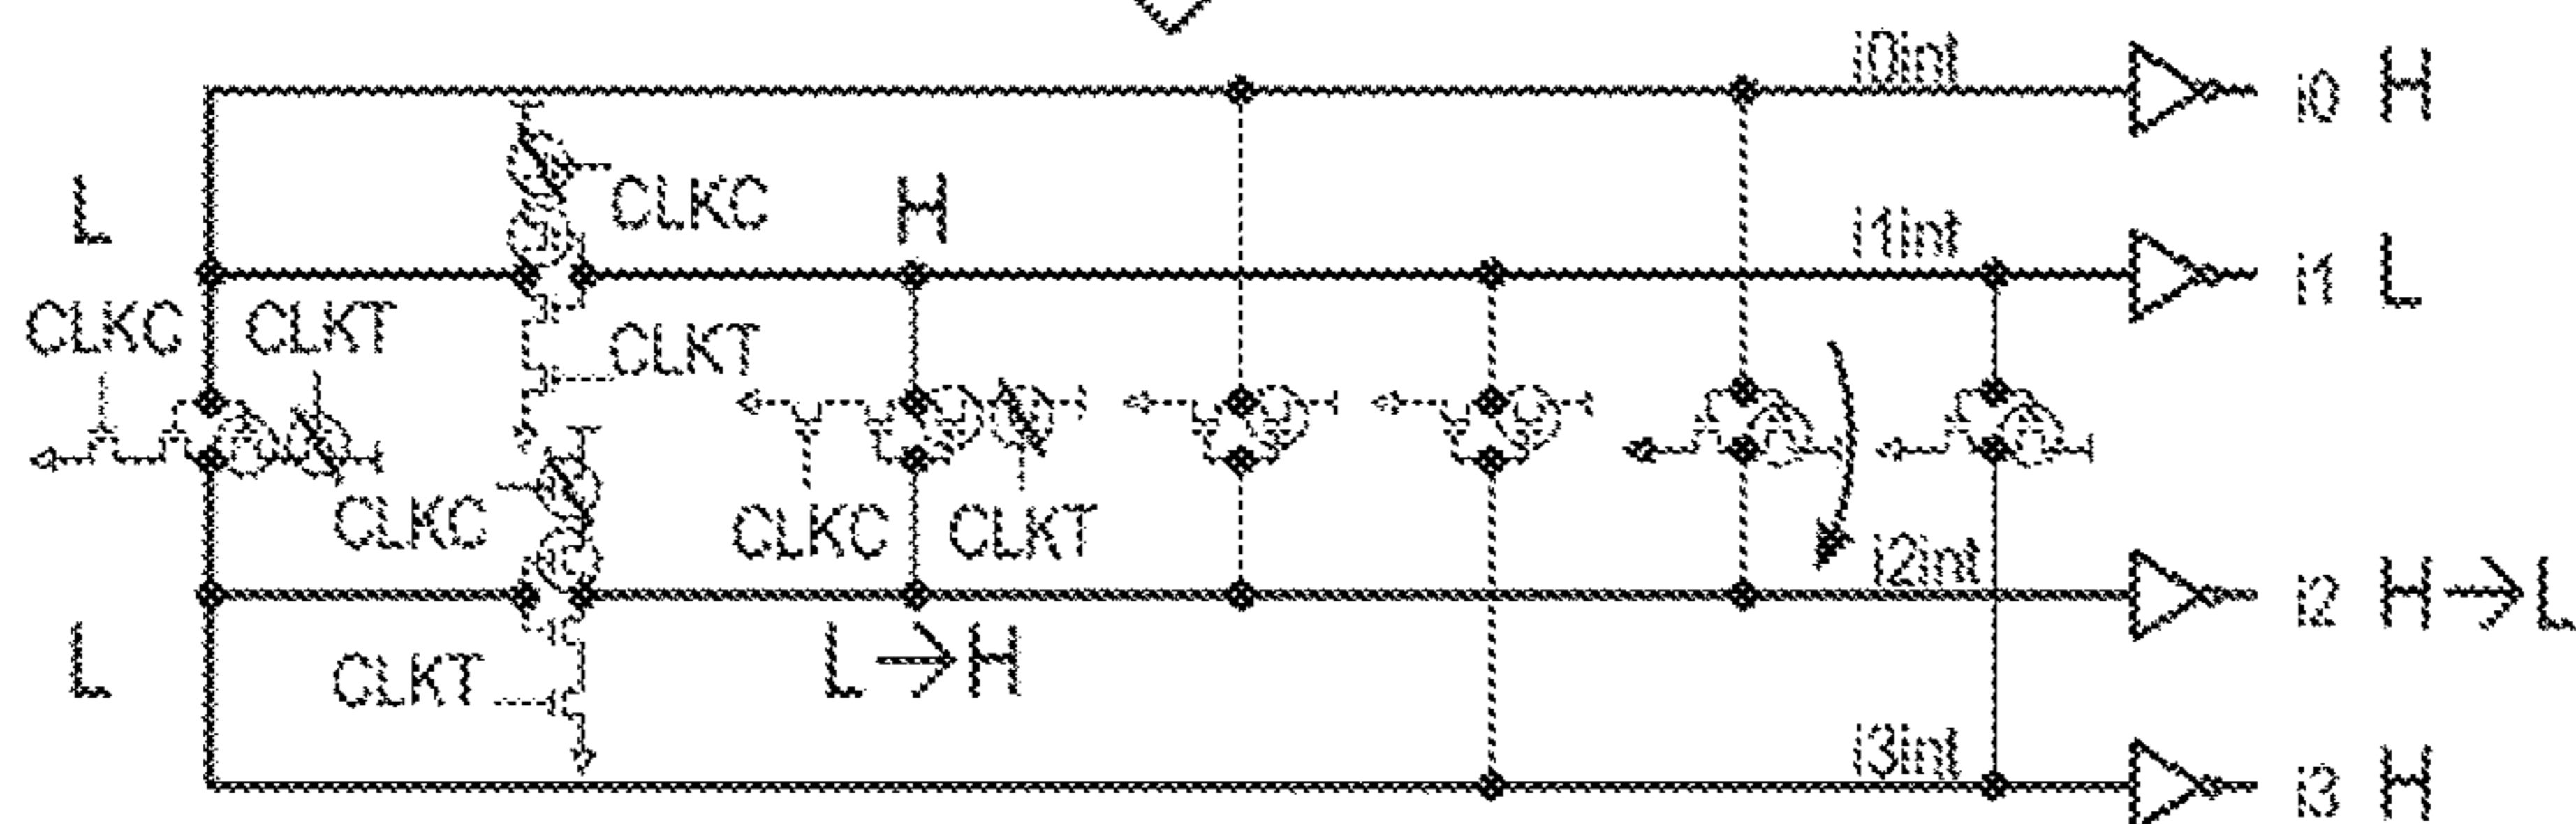 i0int
i0 H
L
CLKC
H
i1int
i1 L
CLKC
CLKT
CLKT
CLKC
CLKC
CLKT
i2int
i2 H→L
L
CLKT
L→H
i3int
i3 H